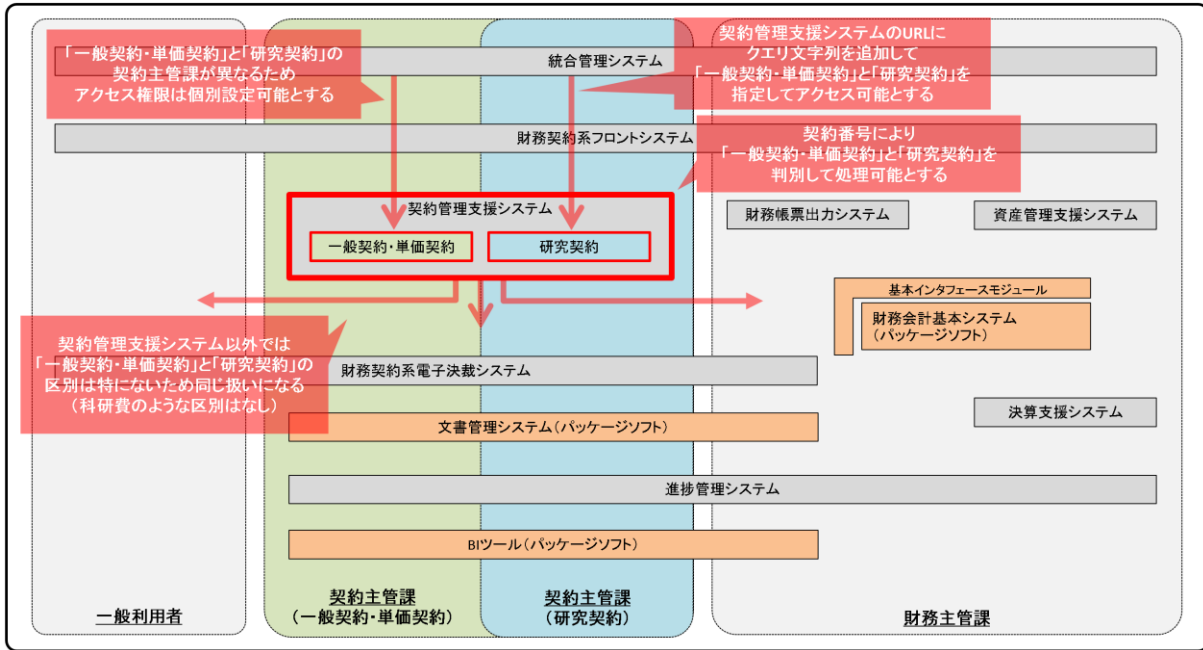 「一般契約・単価契約」と「研究契約」の
契約主管課が異なるため
アクセス権限は個別設定可能とする
契約管理支援システムのURLに
クエリ文字列を追加して
「一般契約・単価契約」と「研究契約」を
指定してアクセス可能とする
統合管理システム
財務契約系フロントシステム
契約番号により
「一般契約・単価契約」と「研究契約」を
判別して処理可能とする
契約管理支援システム
一般契約・単価契約
研究契約
財務帳票出力システム
資産管理支援システム
基本インタフェースモジュール
財務会計基本システム
(パッケージソフト)
契約管理支援システム以外では
「一般契約・単価契約」と「研究契約」の
区別は特にないため同じ扱いになる
(科研費のような区別はなし)
財務契約系電子決裁システム
決算支援システム
文書管理システム(パッケージソフト)
進捗管理システム
BIツール(パッケージソフト)
一般利用者
契約主管課
(一般契約・単価契約)
契約主管課
(研究契約)
財務主管課